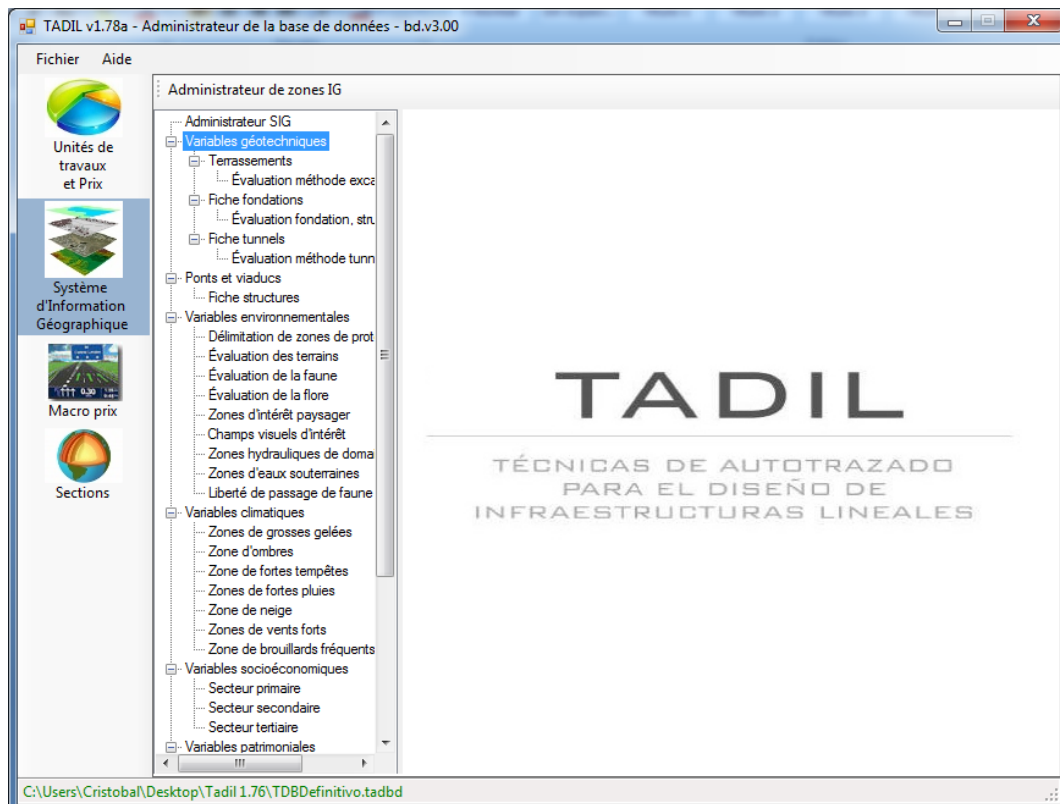 TADIL v1.78a - Administrateur de la base de données - bd.v3.00
Fichier Aide
Unités de
travaux
et Prix
Système
d'Information
Géographique
Macro prix
Sections
Administrateur de zones IG
Administrateur SIG
Variables géotechniques
Terrassements
Évaluation méthode exca
Fiche fondations
Évaluation fondation, stru
Fiche tunnels
Évaluation méthode tunn
Ponts et viaducs
Fiche structures
Variables environnementales
Délimitation de zones de prot
Évaluation des terrains
Évaluation de la faune
Évaluation de la flore
Zones d'intérêt paysager
Champs visuels d'intérêt
Zones hydrauliques de doma
Zones d'eaux souterraines
Liberté de passage de faune
Variables climatiques
Zones de grosses gelées
Zone d'ombres
Zone de fortes tempêtes
Zones de fortes pluies
Zone de neige
Zones de vents forts
Zone de brouillards fréquents
Variables socioéconomiques
Secteur primaire
Secteur secondaire
Secteur tertiaire
Variables patrimoniales
TADIL
TÉCNICAS DE AUTOTRAZADO
PARA EL DISEÑO DE
INFRAESTRUCTURAS LINEALES
C:\Users\Cristobal\Desktop\Tadil 1.76\TDBDefinitivo.tadbd